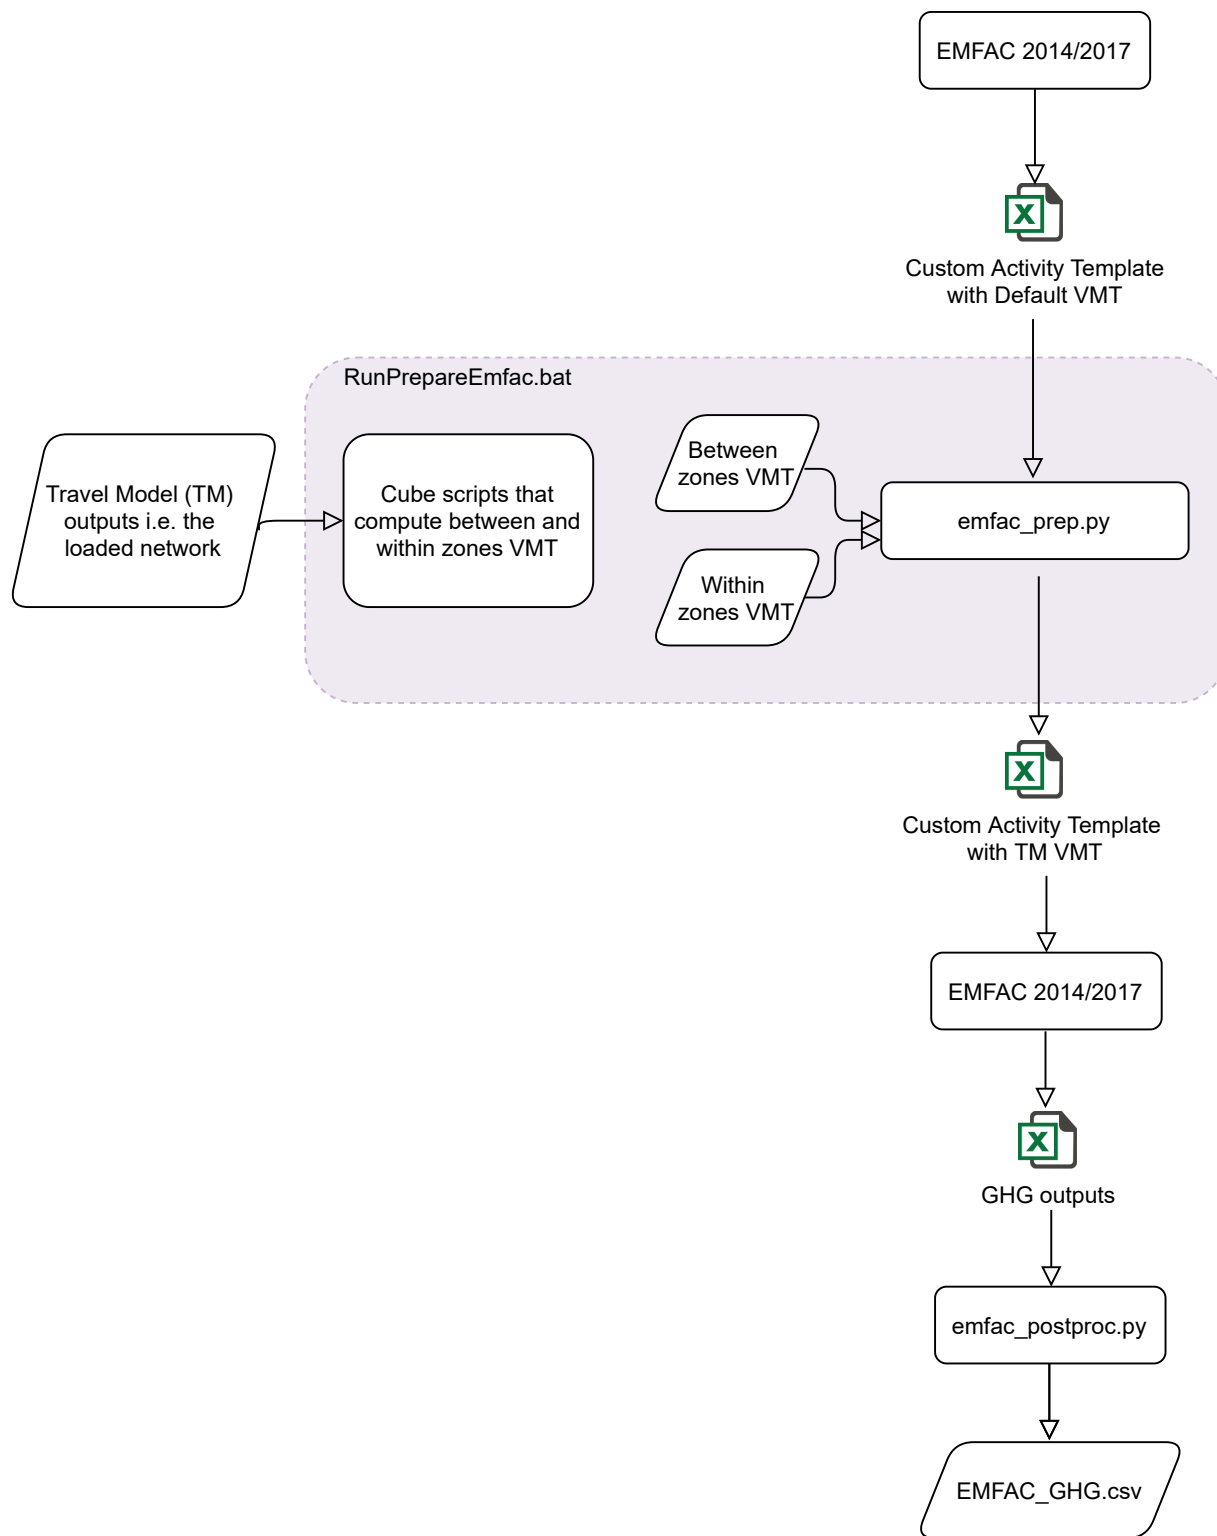 EMFAC 2014/2017
X
Custom Activity Template
with Default VMT
RunPrepareEmfac.bat
Travel Model (TM)
outputs i.e. the
loaded network
Cube scripts that
compute between and
within zones VMT
Between
zones VMT
Within
zones VMT
emfac_prep.py
X
Custom Activity Template
with TM VMT
EMFAC 2014/2017
X
GHG outputs
emfac_postproc.py
EMFAC_GHG.csv